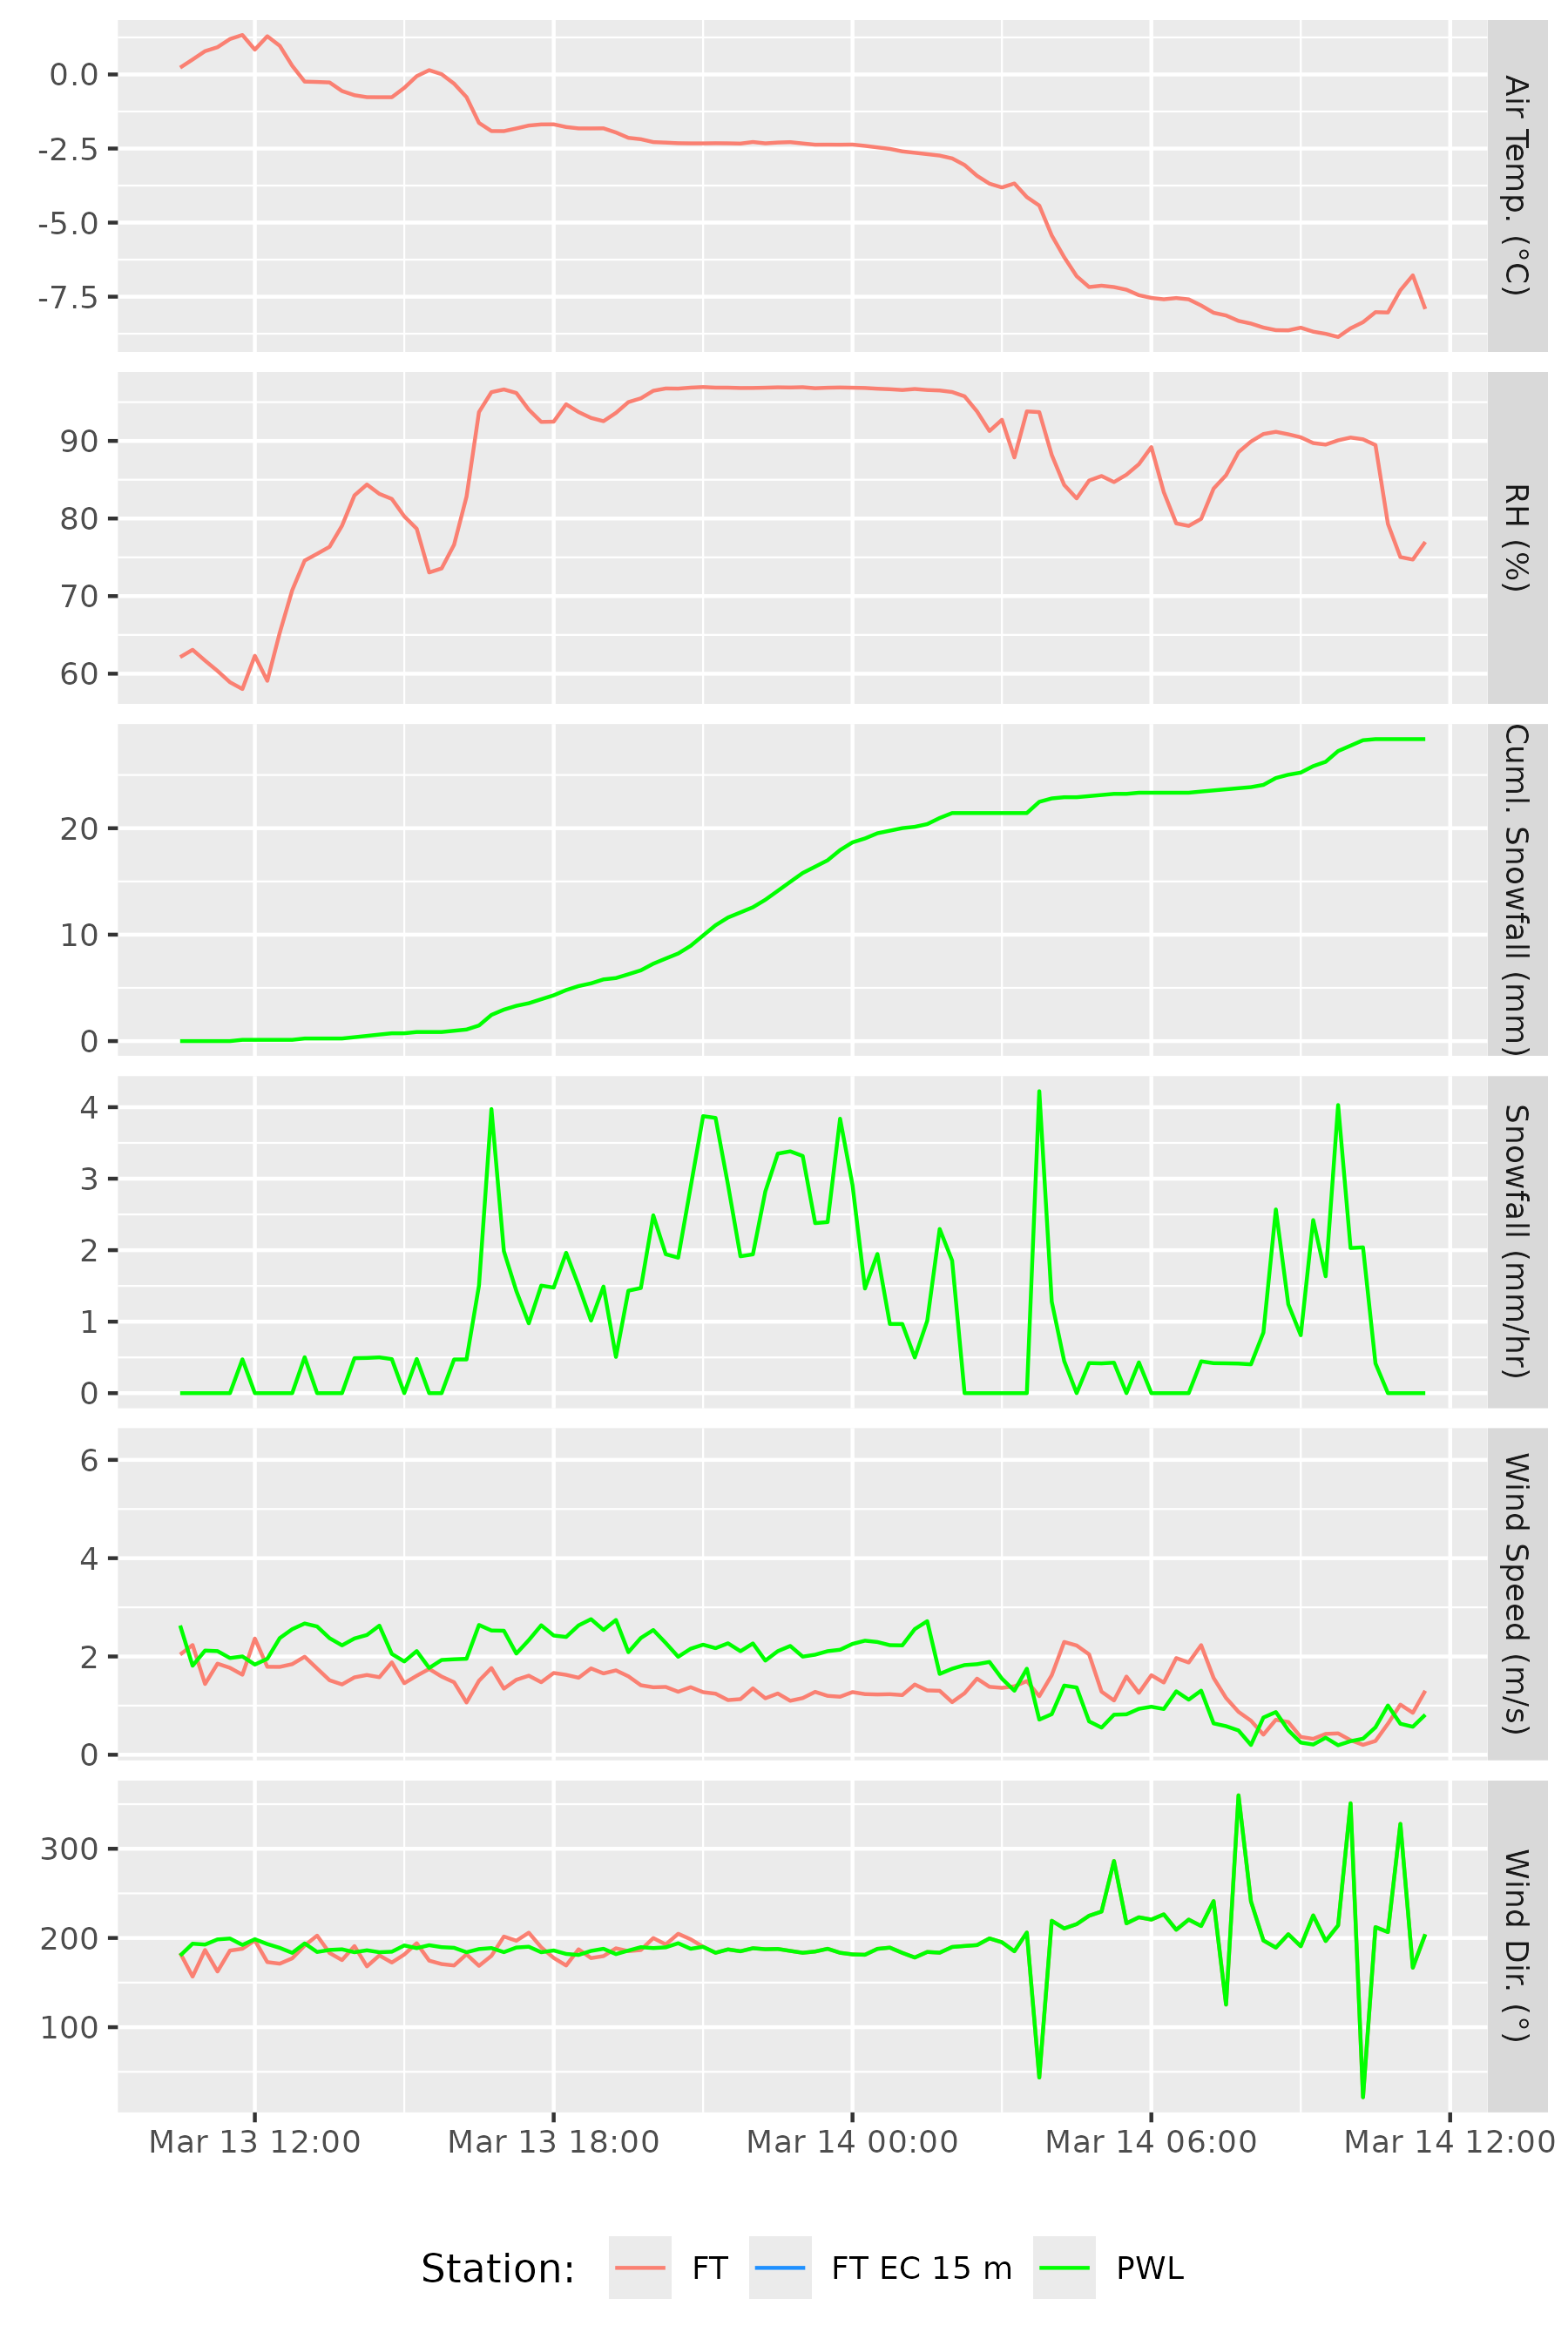 0.0
-2.5
-5.0
-7.5
Air Temp. (°C)
90
80
70
60
RH (%)
20
10
0
Cuml. Snowfall (mm)
4
3
2
1
0
Snowfall (mm/hr)
6
4
2
0
Wind Speed (m/s)
300
200
100
Wind Dir. (°)
Mar 13 12:00 Mar 13 18:00 Mar 14 00:00 Mar 14 06:00 Mar 14 12:00
Station: FT FT EC 15 m PWL